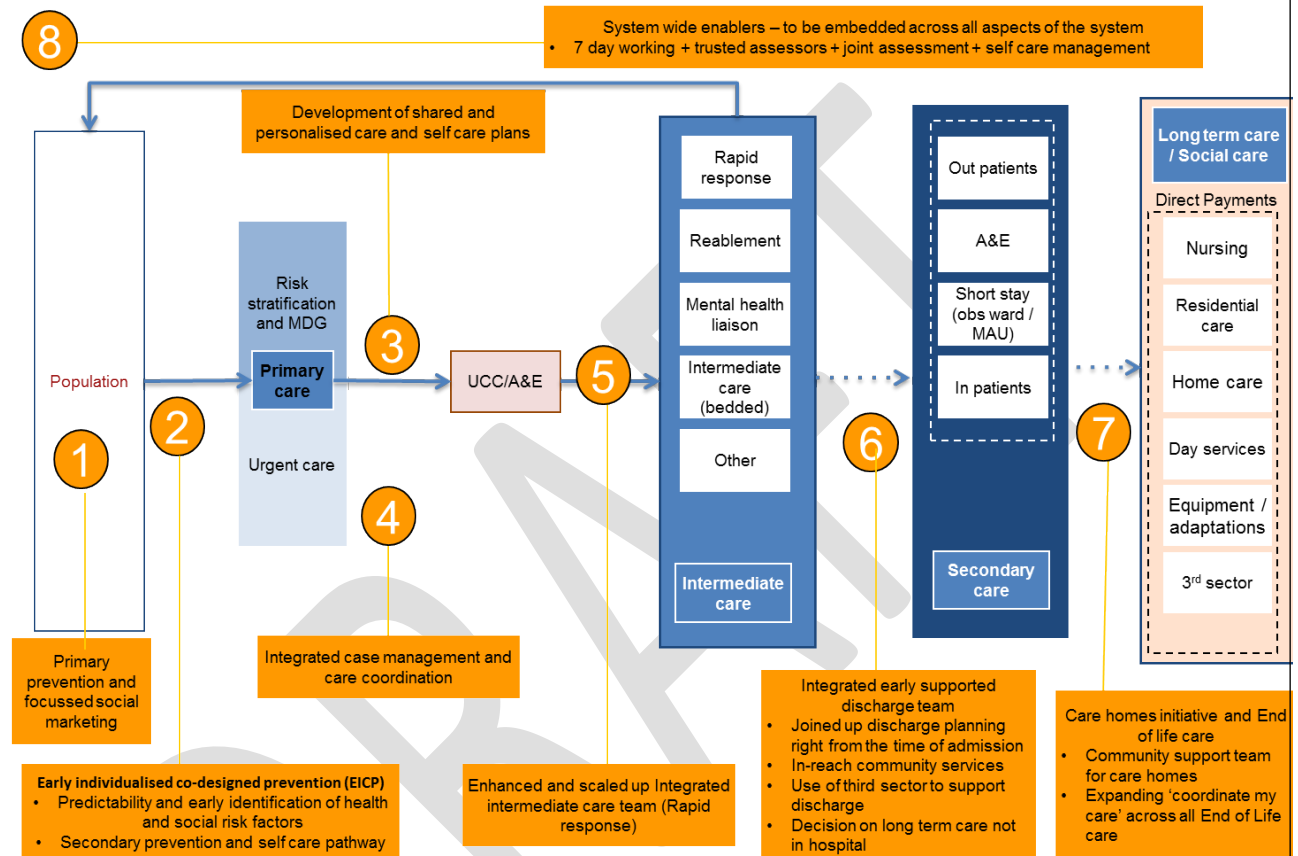 8
System wide enablers – to be embedded across all aspects of the system
• 7 day working + trusted assessors + joint assessment + self care management
Development of shared and
personalised care and self care plans
Population
1
Primary
prevention and
focussed social
marketing
2
Early individualised co-designed prevention (EICP)
• Predictability and early identification of health
and social risk factors
• Secondary prevention and self care pathway
Risk
stratification
and MDG
Primary
care
Urgent care
3
4
Integrated case management and
care coordination
UCC/A&E
5
Enhanced and scaled up Integrated
intermediate care team (Rapid
response)
Rapid
response
Reablement
Mental health
liaison
Intermediate
care
(bedded)
Other
Intermediate
care
6
Integrated early supported
discharge team
• Joined up discharge planning
right from the time of admission
• In-reach community services
• Use of third sector to support
discharge
• Decision on long term care not
in hospital
Out patients
A&E
Short stay
(obs ward /
MAU)
In patients
Secondary
care
7
Care homes initiative and End
of life care
• Community support team
for care homes
• Expanding ‘coordinate my
care’ across all End of Life
care
Long term care
/ Social care
Direct Payments
Nursing
Residential
care
Home care
Day services
Equipment /
adaptations
3rd sector
DRAFT